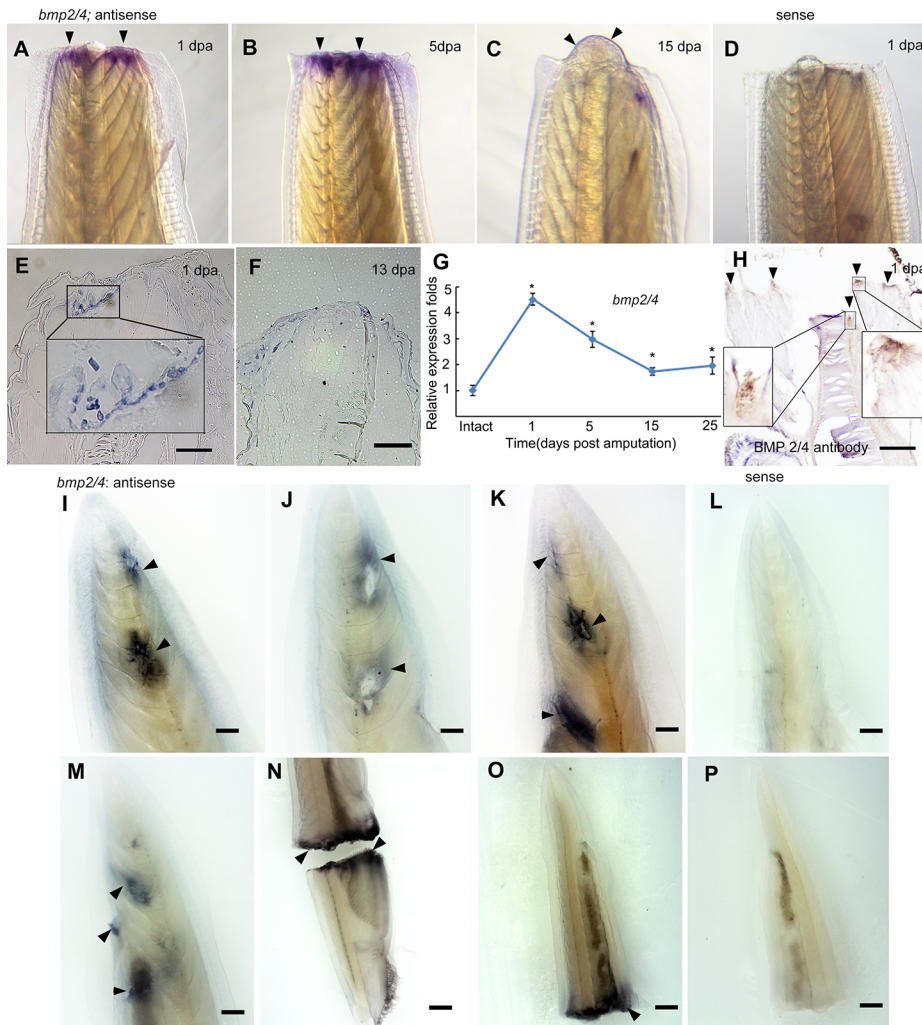 bmp2/4; antisense
sense
A
1 dpa
B
5dpa
C
15 dpa
D
1 dpa
E
1 dpa
F
13 dpa
G
bmp2/4
Relative expression folds
5
4
3
2
1
*
*
*
*
Intact
1
5
15
25
Time(days post amputation)
H
1 dpa
BMP 2/4 antibody
bmp2/4: antisense
sense
I
J
K
L
M
N
O
P